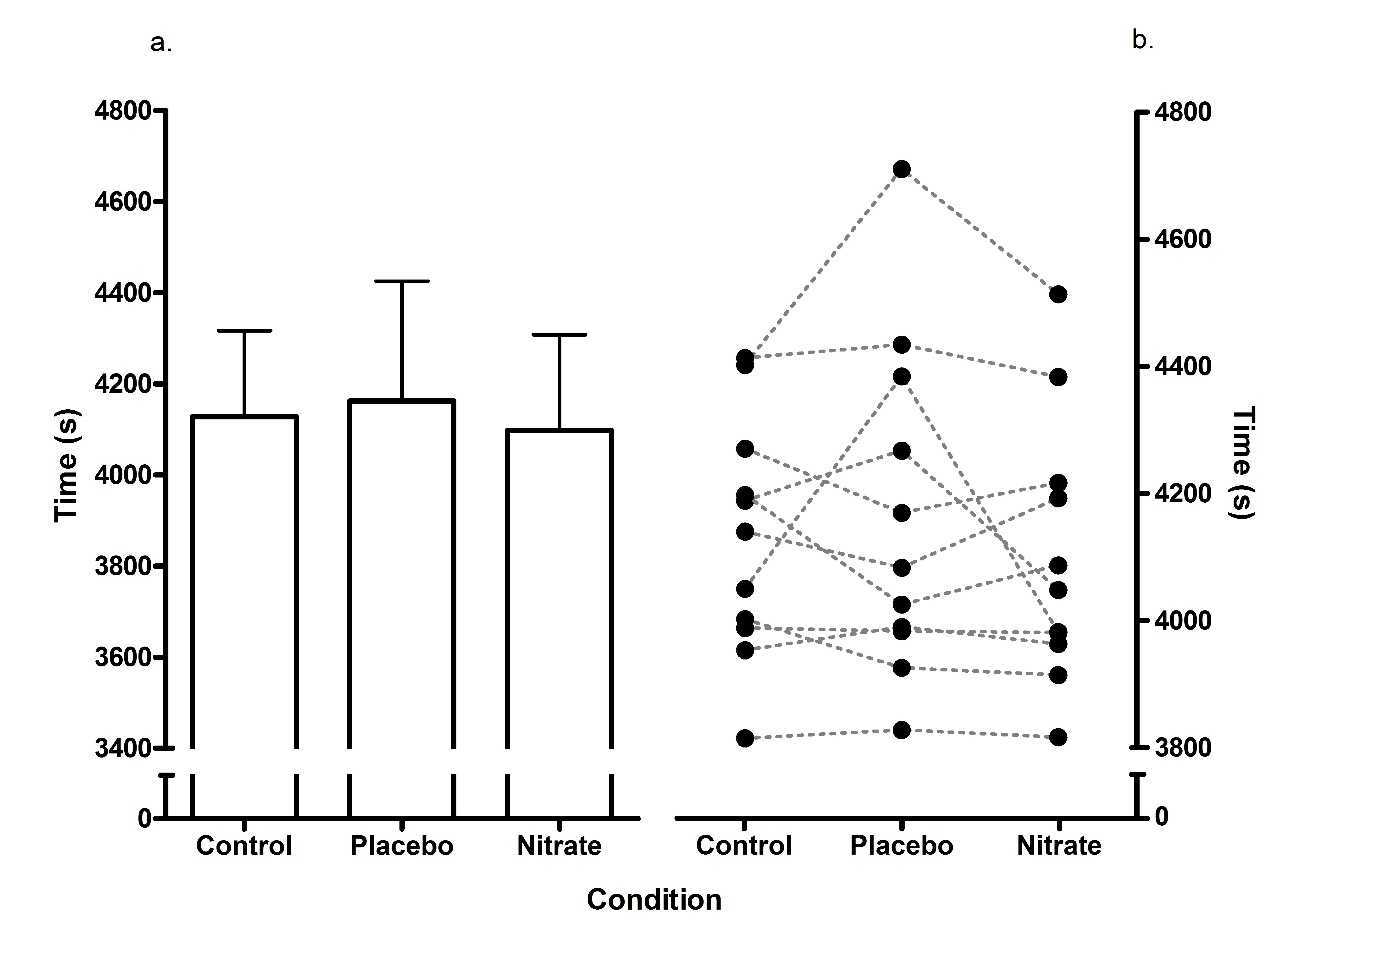 a.
4800
4600
4400
4200
4000
3800
3600
3400
0
Time (s)
Control Placebo Nitrate
b.
4800
4600
4400
4200
4000
3800
0
Time (s)
Control Placebo Nitrate
Condition